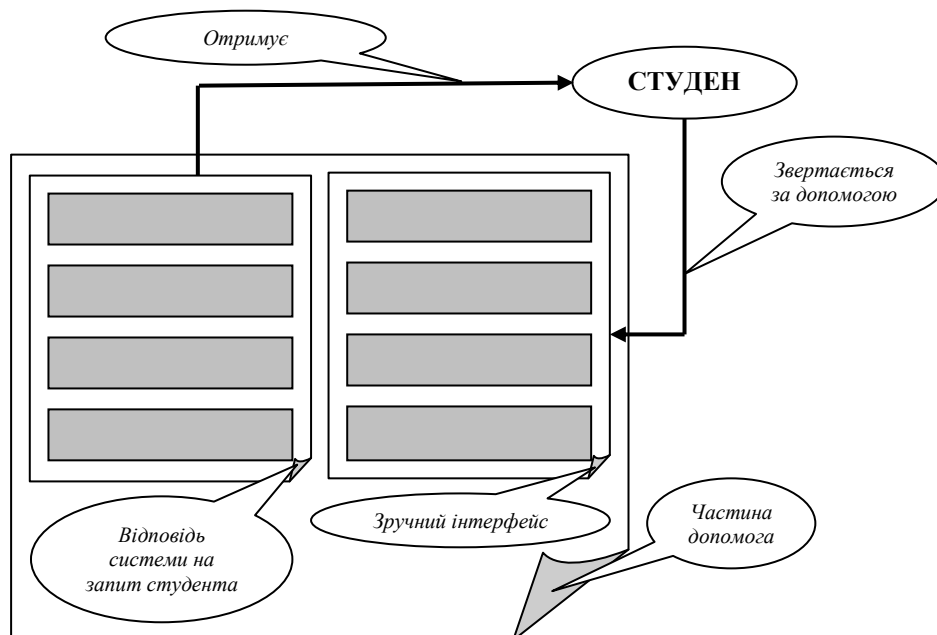 Отримує
СТУДЕН
Звертається
за допомогою
Відповідь
системи на
запит студента
Зручний інтерфейс
Частина
допомога